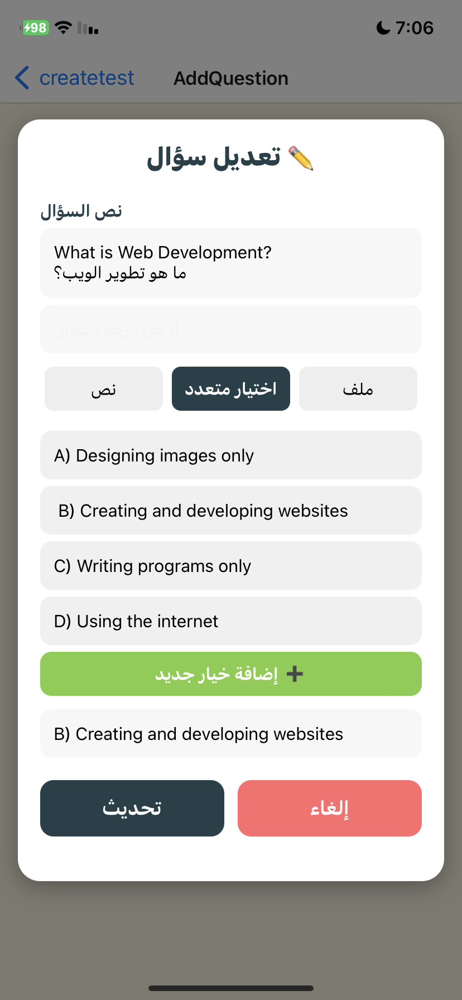 98
7:06
createtest
AddQuestion
تعديل سؤال
نص السؤال
What is Web Development?
ما هو تطوير الويب؟
أدخل درجة السؤال
نص
اختيار متعدد
ملف
A) Designing images only
B) Creating and developing websites
C) Writing programs only
D) Using the internet
➕ إضافة خيار جديد
B) Creating and developing websites
تحديث
إلغاء